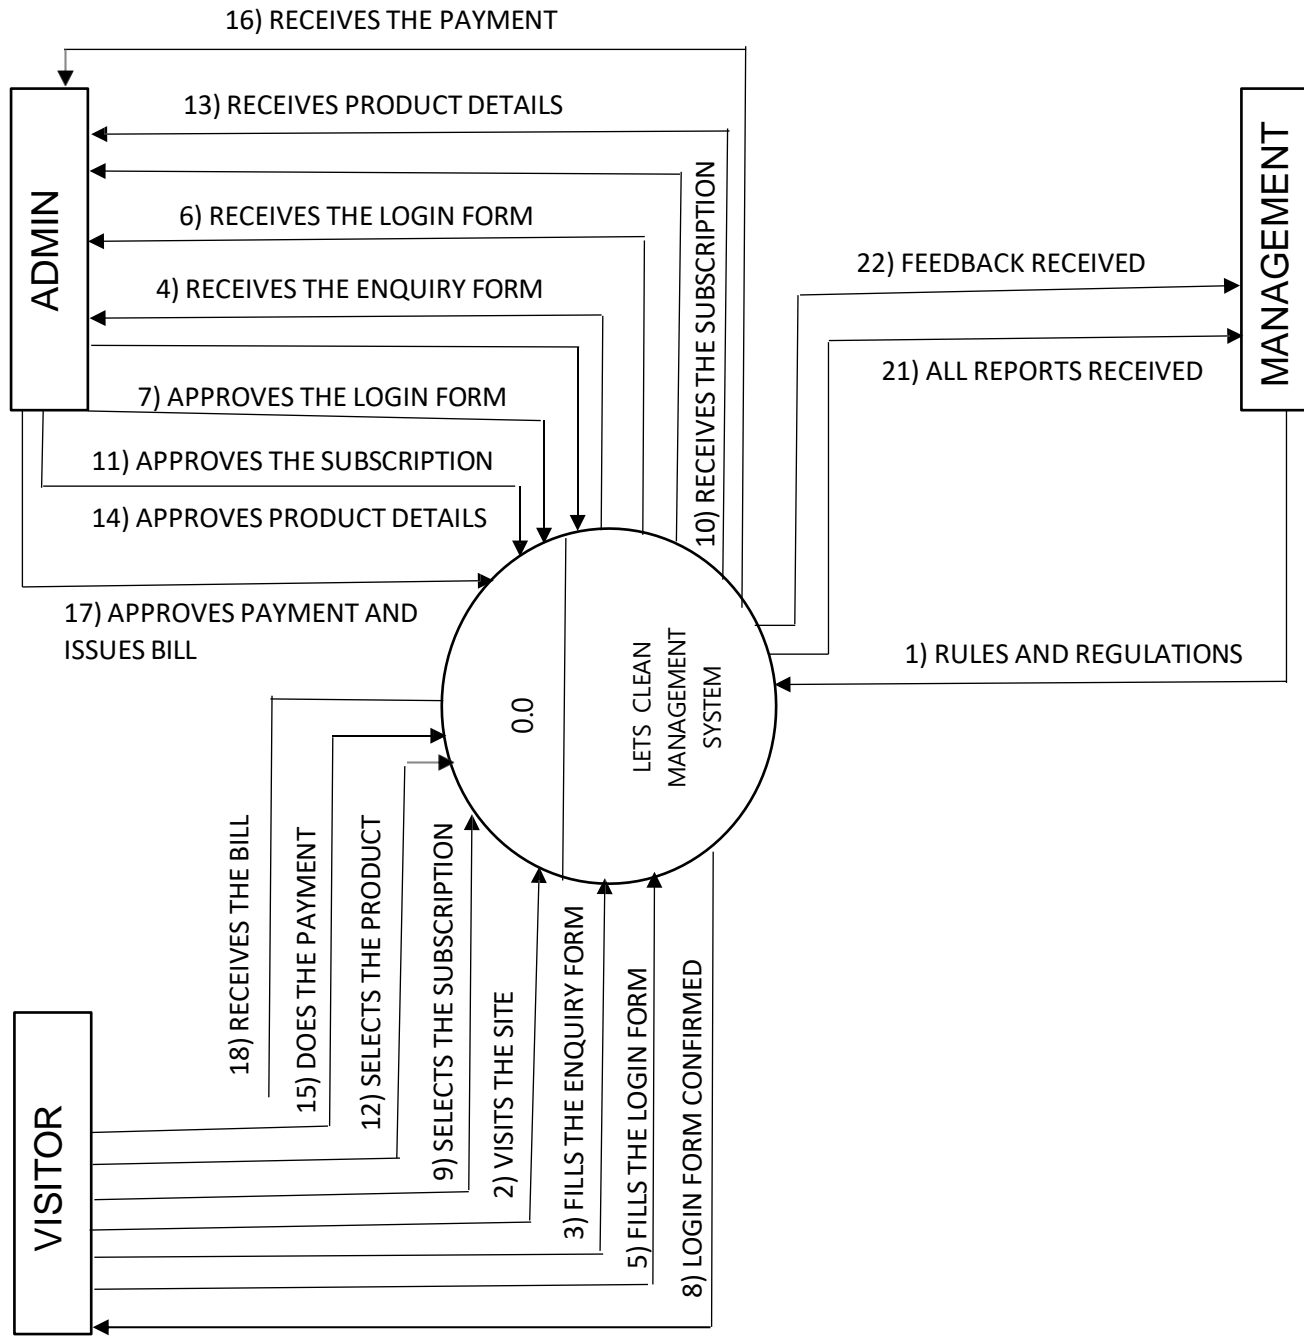 16) RECEIVES THE PAYMENT
13) RECEIVES PRODUCT DETAILS
ADMIN
6) RECEIVES THE LOGIN FORM
4) RECEIVES THE ENQUIRY FORM
7) APPROVES THE LOGIN FORM
11) APPROVES THE SUBSCRIPTION
14) APPROVES PRODUCT DETAILS
17) APPROVES PAYMENT AND
ISSUES BILL
10) RECEIVES THE SUBSCRIPTION
MANAGEMENT
22) FEEDBACK RECEIVED
21) ALL REPORTS RECEIVED
1) RULES AND REGULATIONS
0.0
LETS CLEAN
MANAGEMENT
SYSTEM
VISITOR
18) RECEIVES THE BILL
15) DOES THE PAYMENT
12) SELECTS THE PRODUCT
9) SELECTS THE SUBSCRIPTION
2) VISITS THE SITE
3) FILLS THE ENQUIRY FORM
5) FILLS THE LOGIN FORM
8) LOGIN FORM CONFIRMED